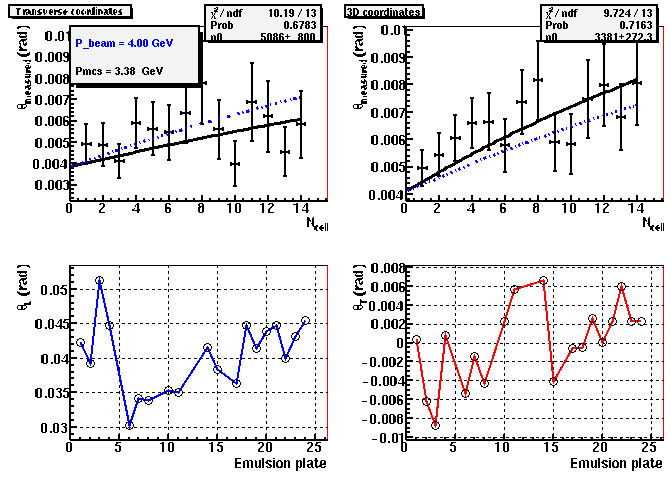 Transverse coordinates
χ²/ndf 10.19 / 13
Prob 0.6783
p0 5086± 800
P_beam = 4.00 GeV
Pmcs = 3.38 GeV
θmeasured (rad)
0.01
0.007
0.006
0.005
0.004
0.003
0 2 4 6 8 10 12 14
Ncell
3D coordinates
χ²/ndf 9.724 / 13
Prob 0.7163
p0 3381±272.3
θmeasured (rad)
0.01
0.009
0.008
0.007
0.006
0.005
0.004
0 2 4 6 8 10 12 14
Ncell
θL (rad)
0.05
0.045
0.04
0.035
0.03
0 5 10 15 20 25
Emulsion plate
θT (rad)
0.008
0.006
0.004
0.002
0
-0.002
-0.004
-0.006
-0.008
-0.01
0 5 10 15 20 25
Emulsion plate